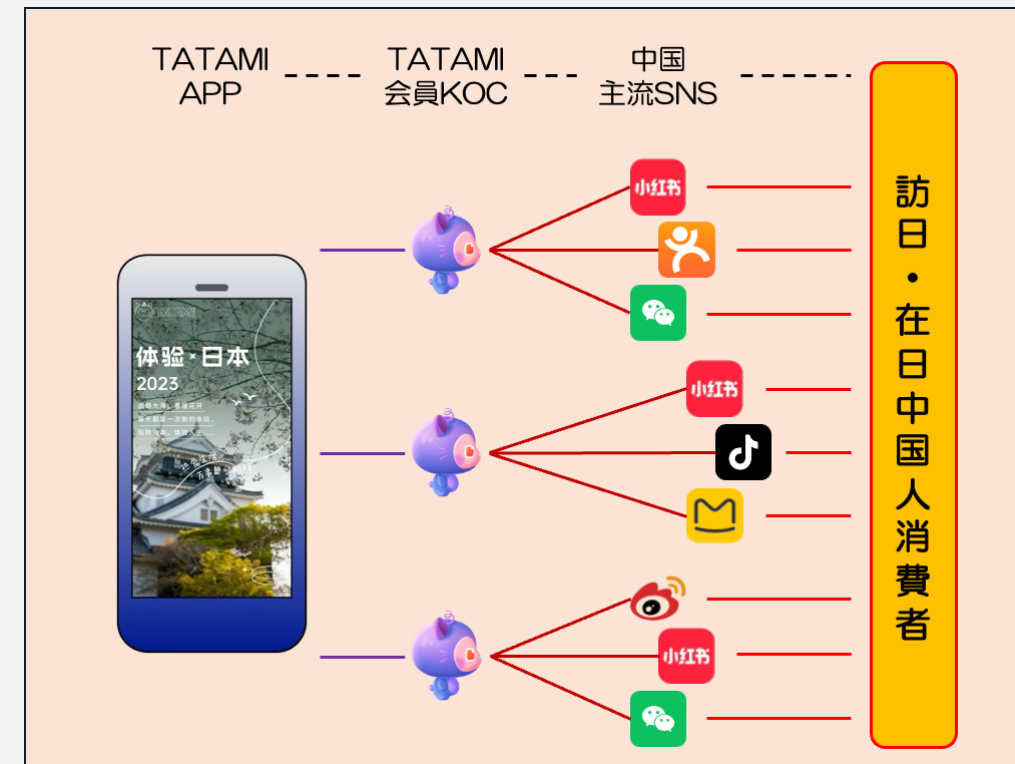 TATAMI
APP
TATAMI
会員KOC
中国
主流SNS
小红书
小红书
小红书
体验×日本
2023
訪日・在日中国人消費者